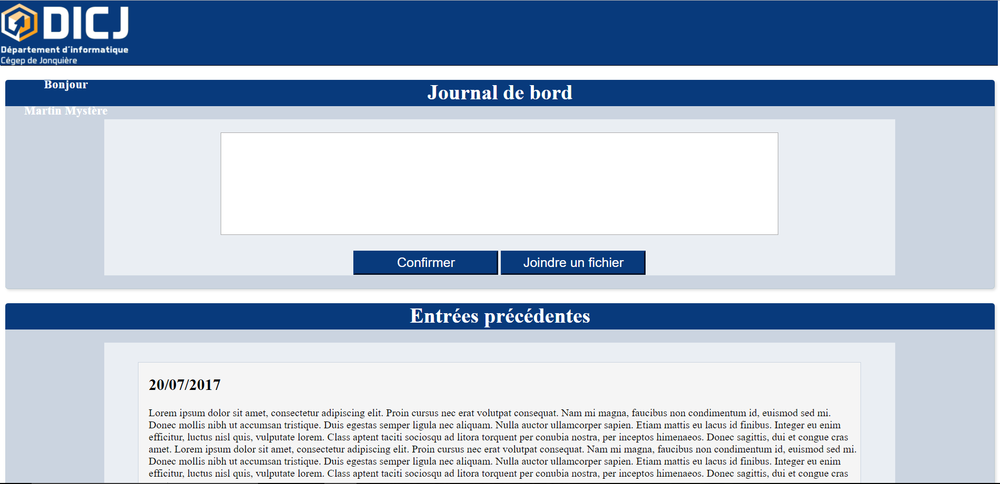 DICJ
Département d'informatique
Cégep de Jonquière
Bonjour
Journal de bord
Martin Mystère
Confirmer
Joindre un fichier
Entrées précédentes
20/07/2017
Lorem ipsum dolor sit amet, consectetur adipiscing elit. Proin cursus nec erat volutpat consequat. Nam mi magna, faucibus non condimentum id, euismod sed mi.
Donec mollis nibh ut accumsan tristique. Duis egestas semper ligula nec aliquam. Nulla auctor ullamcorper sapien. Etiam mattis eu lacus id finibus. Integer eu enim
efficitur, luctus nisl quis, vulputate lorem. Class aptent taciti sociosqu ad litora torquent per conubia nostra, per inceptos himenaeos. Donec sagittis, dui et congue cras
amet. Lorem ipsum dolor sit amet, consectetur adipiscing elit. Proin cursus nec erat volutpat consequat. Nam mi magna, faucibus non condimentum id, euismod sed mi.
Donec mollis nibh ut accumsan tristique. Duis egestas semper ligula nec aliquam. Nulla auctor ullamcorper sapien. Etiam mattis eu lacus id finibus. Integer eu enim
efficitur, luctus nisl quis, vulputate lorem. Class aptent taciti sociosqu ad litora torquent per conubia nostra, per inceptos himenaeos. Donec sagittis, dui et congue cras